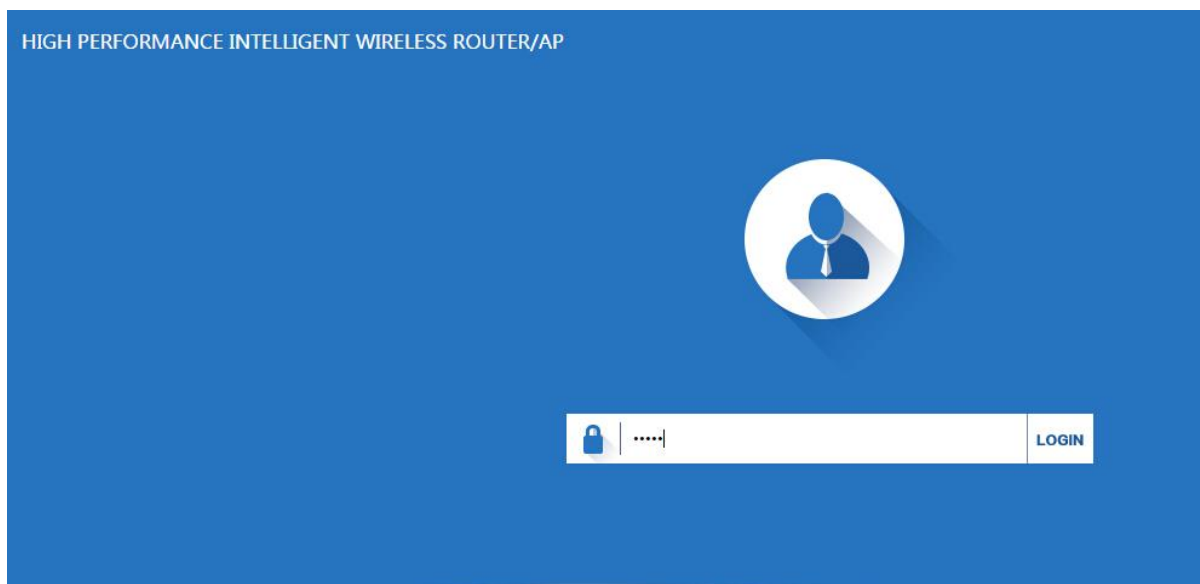 HIGH PERFORMANCE INTELLIGENT WIRELESS ROUTER/AP
•••••
LOGIN